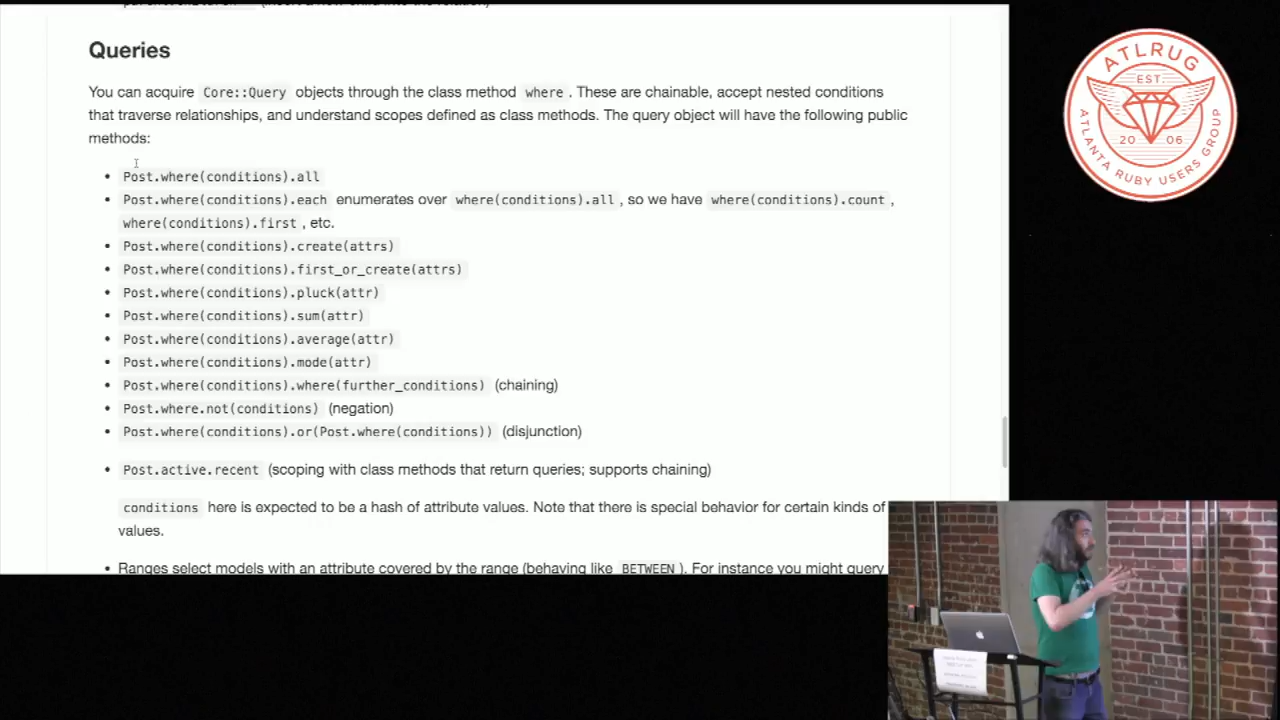 Queries
You can acquire Core::Query objects through the class method where . These are chainable, accept nested conditions
that traverse relationships, and understand scopes defined as class methods. The query object will have the following public
methods:
• Post.where(conditions).all
• Post.where(conditions).each enumerates over where(conditions).all , so we have where(conditions).count ,
where(conditions).first , etc.
• Post.where(conditions).create(attrs)
• Post.where(conditions).first_or_create(attrs)
• Post.where(conditions).pluck(attr)
• Post.where(conditions).sum(attr)
• Post.where(conditions).average(attr)
• Post.where(conditions).mode(attr)
• Post.where(conditions).where(further_conditions) (chaining)
• Post.where.not(conditions) (negation)
• Post.where(conditions).or(Post.where(conditions)) (disjunction)
• Post.active.recent (scoping with class methods that return queries; supports chaining)
conditions here is expected to be a hash of attribute values. Note that there is special behavior for certain kinds of
values.
• Ranges select models with an attribute covered by the range (behaving like BETWEEN ). For instance you might query
ATLRUG
EST.
20 06
ATLANTA RUBY USERS GROUP